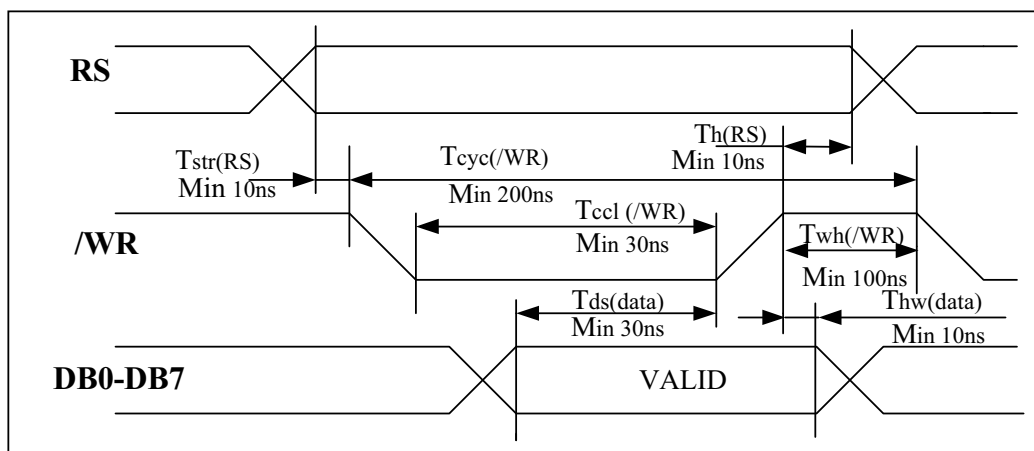 RS
Th(RS)
Min 10ns
Tstr(RS)
Min 10ns
Tcyc(/WR)
Min 200ns
/WR
Tccl (/WR)
Min 30ns
Twh(/WR)
Min 100ns
Tds(data)
Min 30ns
Thw(data)
Min 10ns
DB0-DB7
VALID